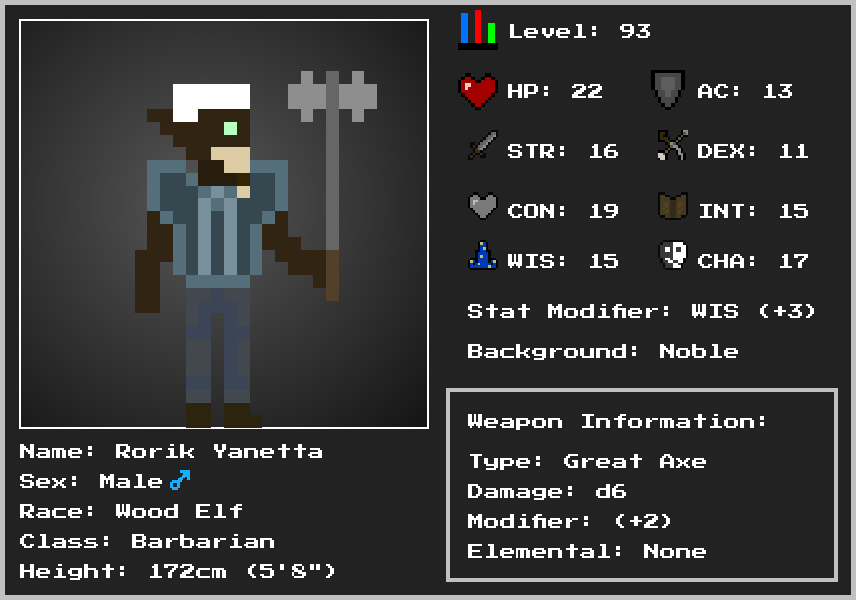 Level: 93
HP: 22 AC: 13
STR: 16 DEX: 11
CON: 19 INT: 15
WIS: 15 CHA: 17
Stat Modifier: WIS (+3)
Background: Noble
Weapon Information:
Type: Great Axe
Damage: d6
Modifier: (+2)
Elemental: None
Name: Rorik Yanetta
Sex: Male ♂
Race: Wood Elf
Class: Barbarian
Height: 172cm (5'8")